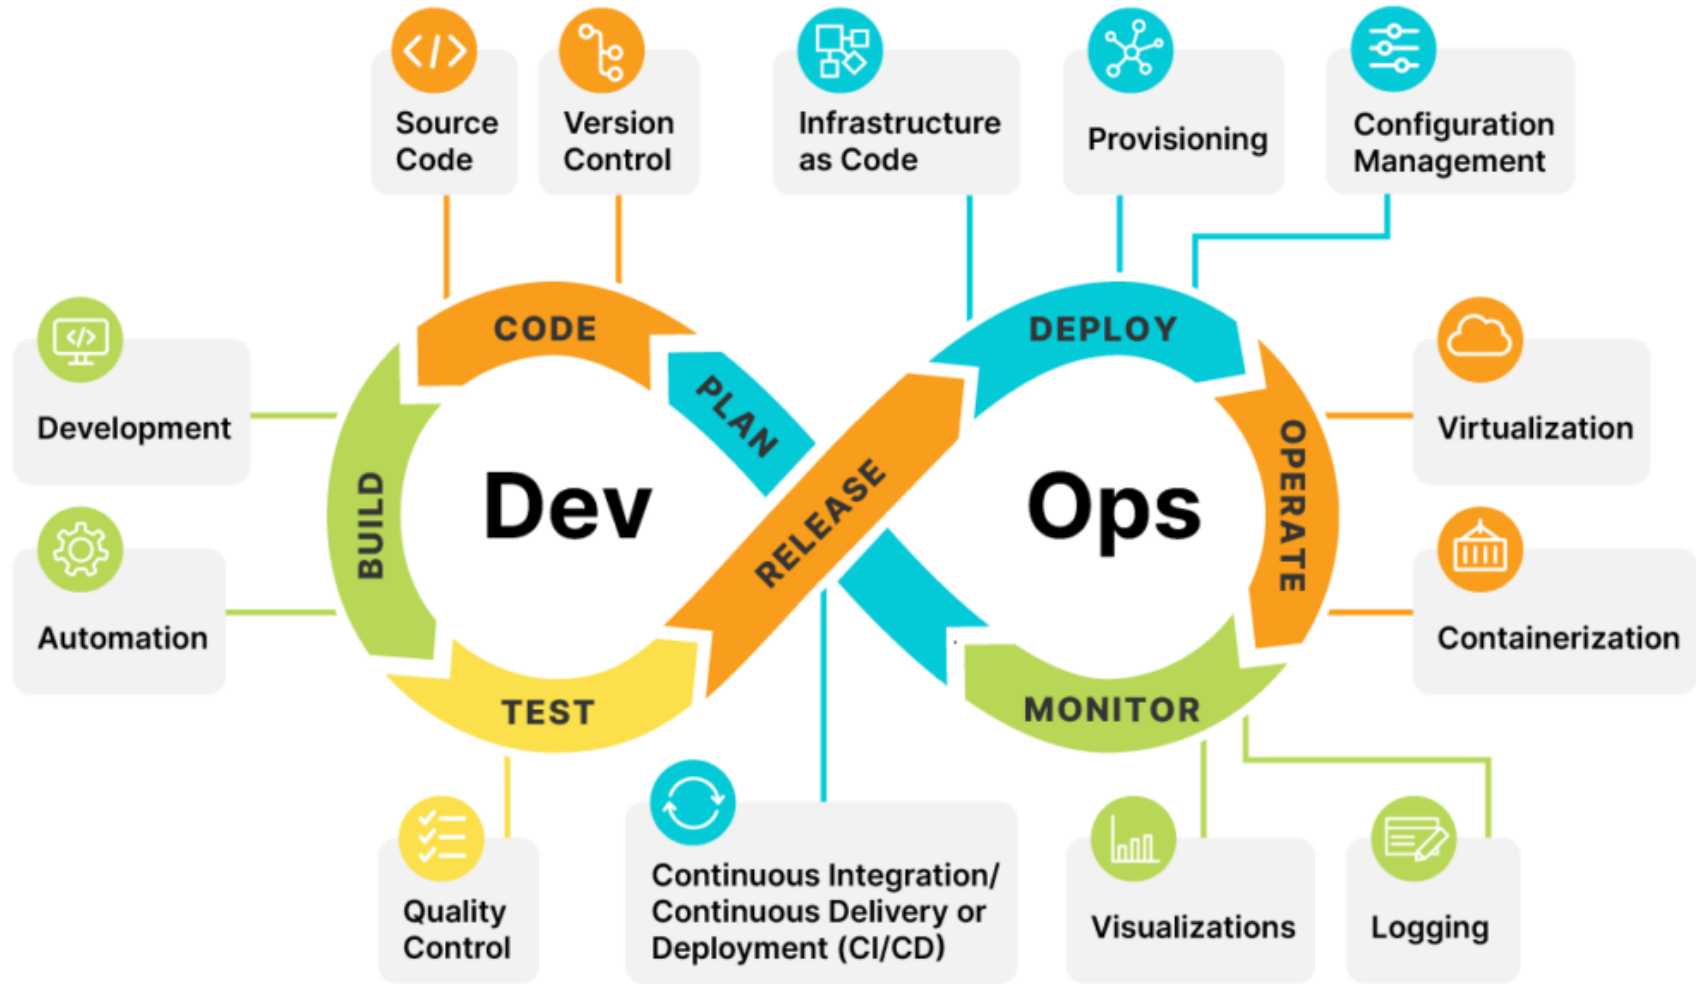 Source
Code
Version
Control
Infrastructure
as Code
Provisioning
Configuration
Management
CODE
DEPLOY
PLAN
Development
Virtualization
BUILD
Dev
RELEASE
Ops
OPERATE
Automation
Containerization
TEST
MONITOR
Quality
Control
Continuous Integration/
Continuous Delivery or
Deployment (CI/CD)
Visualizations
Logging